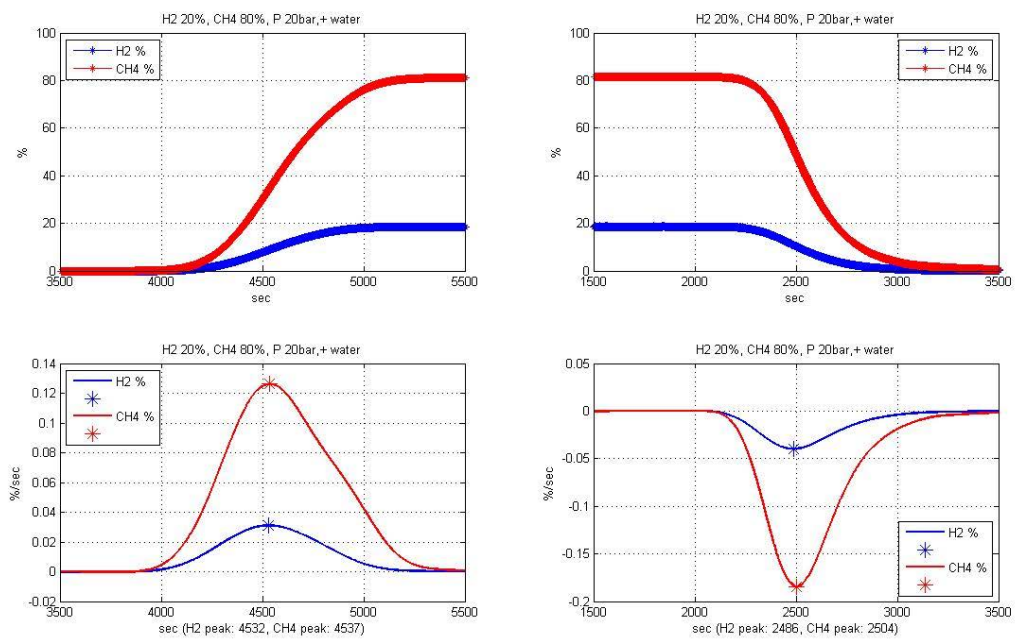 H2 20%, CH4 80%, P 20bar,+ water
100
80
60
40
20
0
%
H2 %
CH4 %
3500
4000
4500
5000
5500
sec
H2 20%, CH4 80%, P 20bar,+ water
100
80
60
40
20
0
%
H2 %
CH4 %
1500
2000
2500
3000
3500
sec
H2 20%, CH4 80%, P 20bar,+ water
0.14
0.12
0.1
0.08
0.06
0.04
0.02
0
-0.02
%/sec
H2 %
CH4 %
3500
4000
4500
5000
5500
sec (H2 peak: 4532, CH4 peak: 4537)
H2 20%, CH4 80%, P 20bar,+ water
0.05
0
-0.05
-0.1
-0.15
-0.2
%/sec
H2 %
CH4 %
1500
2000
2500
3000
3500
sec (H2 peak: 2486, CH4 peak: 2504)